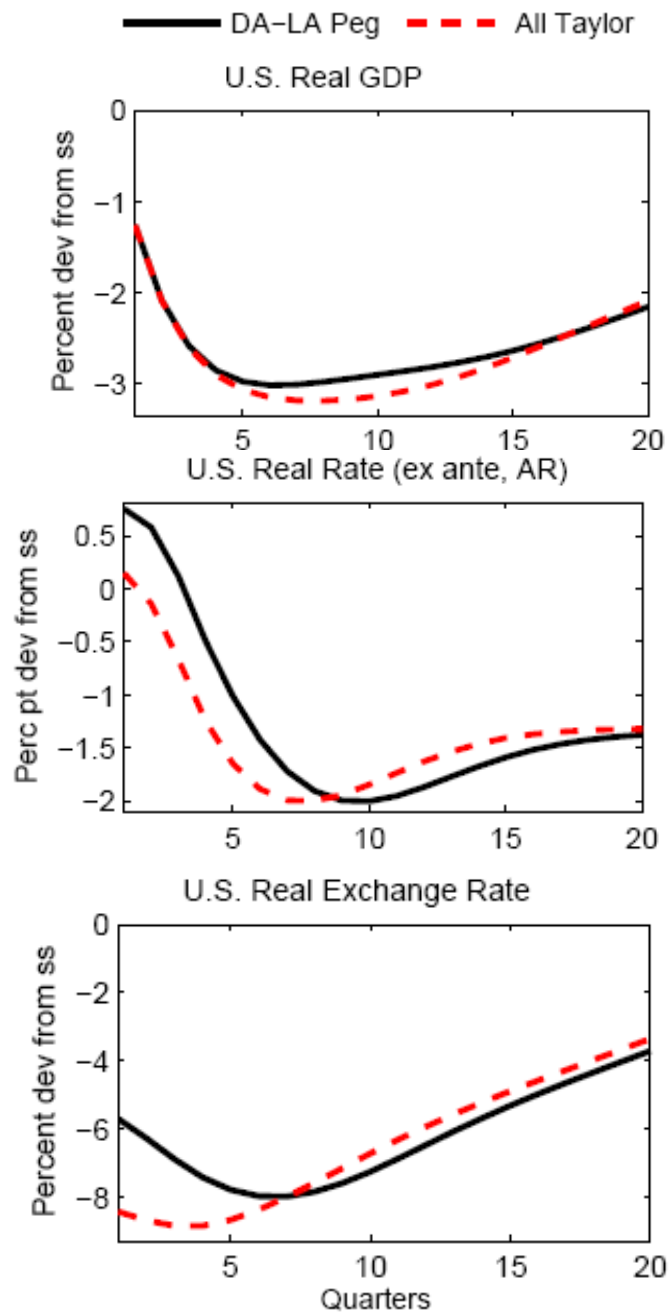 DA−LA Peg All Taylor
U.S. Real GDP
Percent dev from ss
0
−1
−2
−3
5 10 15 20
U.S. Real Rate (ex ante, AR)
Perc pt dev from ss
0.5
0
−0.5
−1
−1.5
−2
5 10 15 20
U.S. Real Exchange Rate
Percent dev from ss
0
−2
−4
−6
−8
5 10 15 20
Quarters